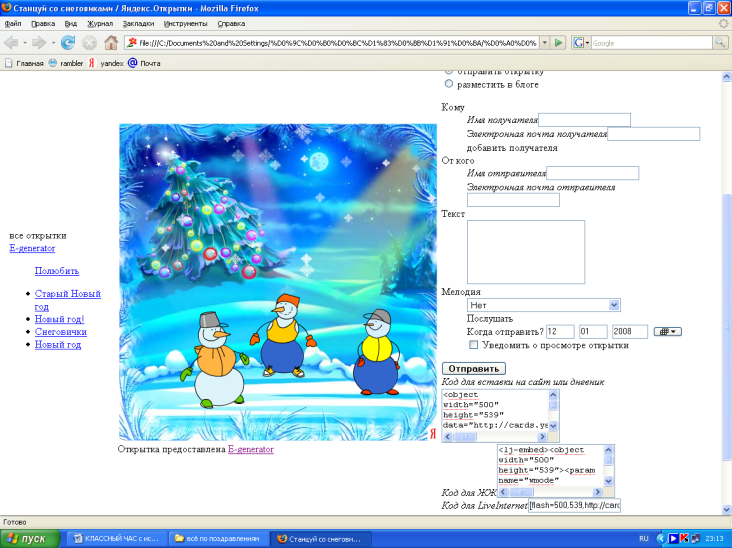 Станцуй со снеговиками / Яндекс.Открытки - Mozilla Firefox
Файл Правка Вид Журнал Закладки Инструменты Справка
file:///C:/Documents%20and%20Settings/%D0%9C%D0%B0%D0%BC%D1%83%D0%BB%D1%91%D0%BA/%D0%A0%D0% Google
Главная rambler yandex Почта
отправить открытку
разместить в блоге
Кому
Имя получателя
Электронная почта получателя
добавить получателя
От кого
Имя отправителя
Электронная почта отправителя
Текст
все открытки
E-generator
Полюбить
Старый Новый
год
Новый год!
Снеговички
Новый год
Мелодия
Нет
Послушать
Когда отправить? 12 01 2008
Уведомить о просмотре открытки
Отправить
Код для вставки на сайт или дневник
<object
width="500"
height="539"
data="http://cards.ya
Я
Открытка предоставлена E-generator
<lj-embed><object
width="500"
height="539"><param
name="wmode"
Код для ЖЖ
Код для LiveInternet [flash=500,539,http://card
Готово
пуск КЛАССНЫЙ ЧАС с ис... всё по поздравлениям Станцуй со снегови... RU 23:13